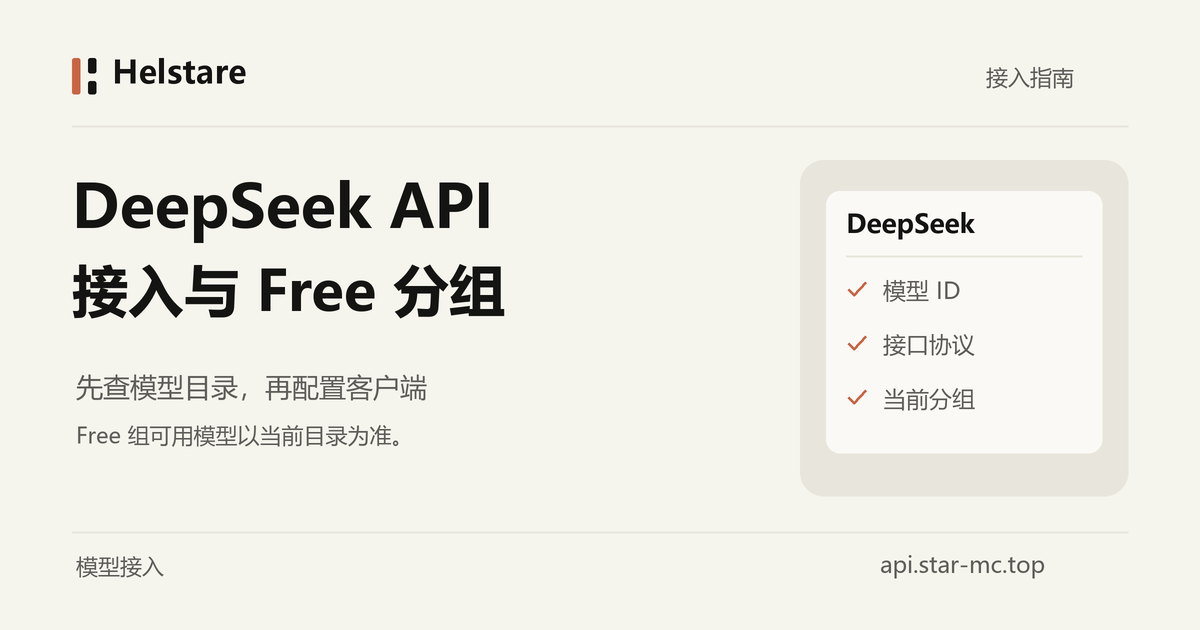 Helstare
接入指南
DeepSeek API
接入与 Free 分组
先查模型目录，再配置客户端
Free 组可用模型以当前目录为准。
DeepSeek
模型 ID
接口协议
当前分组
模型接入
api.star-mc.top